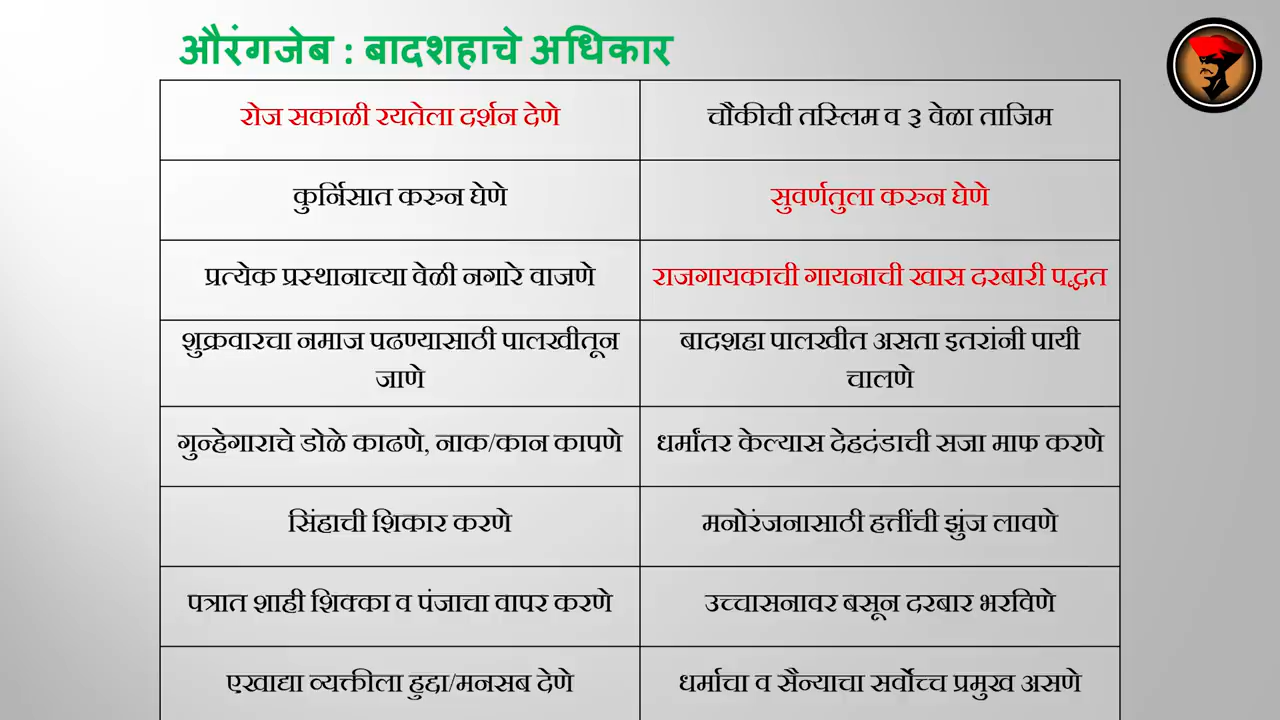 औरंगजेब : बादशहाचे अधिकार
रोज सकाळी रयतेला दर्शन देणे
चौकीची तस्लिम व ३ वेळा ताजिम
कुर्निसात करुन घेणे
सुवर्णतुला करुन घेणे
प्रत्येक प्रस्थानाच्या वेळी नगारे वाजणे
राजगायकाची गायनाची खास दरबारी पद्धत
शुक्रवारचा नमाज पढण्यासाठी पालखीतून
जाणे
बादशहा पालखीत असता इतरांनी पायी
चालणे
गुन्हेगाराचे डोळे काढणे, नाक/कान कापणे
धर्मांतर केल्यास देहदंडाची सजा माफ करणे
सिंहाची शिकार करणे
मनोरंजनासाठी हत्तींची झुंज लावणे
पत्रात शाही शिक्का व पंजाचा वापर करणे
उच्चासनावर बसून दरबार भरविणे
एखाद्या व्यक्तीला हुद्दा/मनसब देणे
धर्माचा व सैन्याचा सर्वोच्च प्रमुख असणे